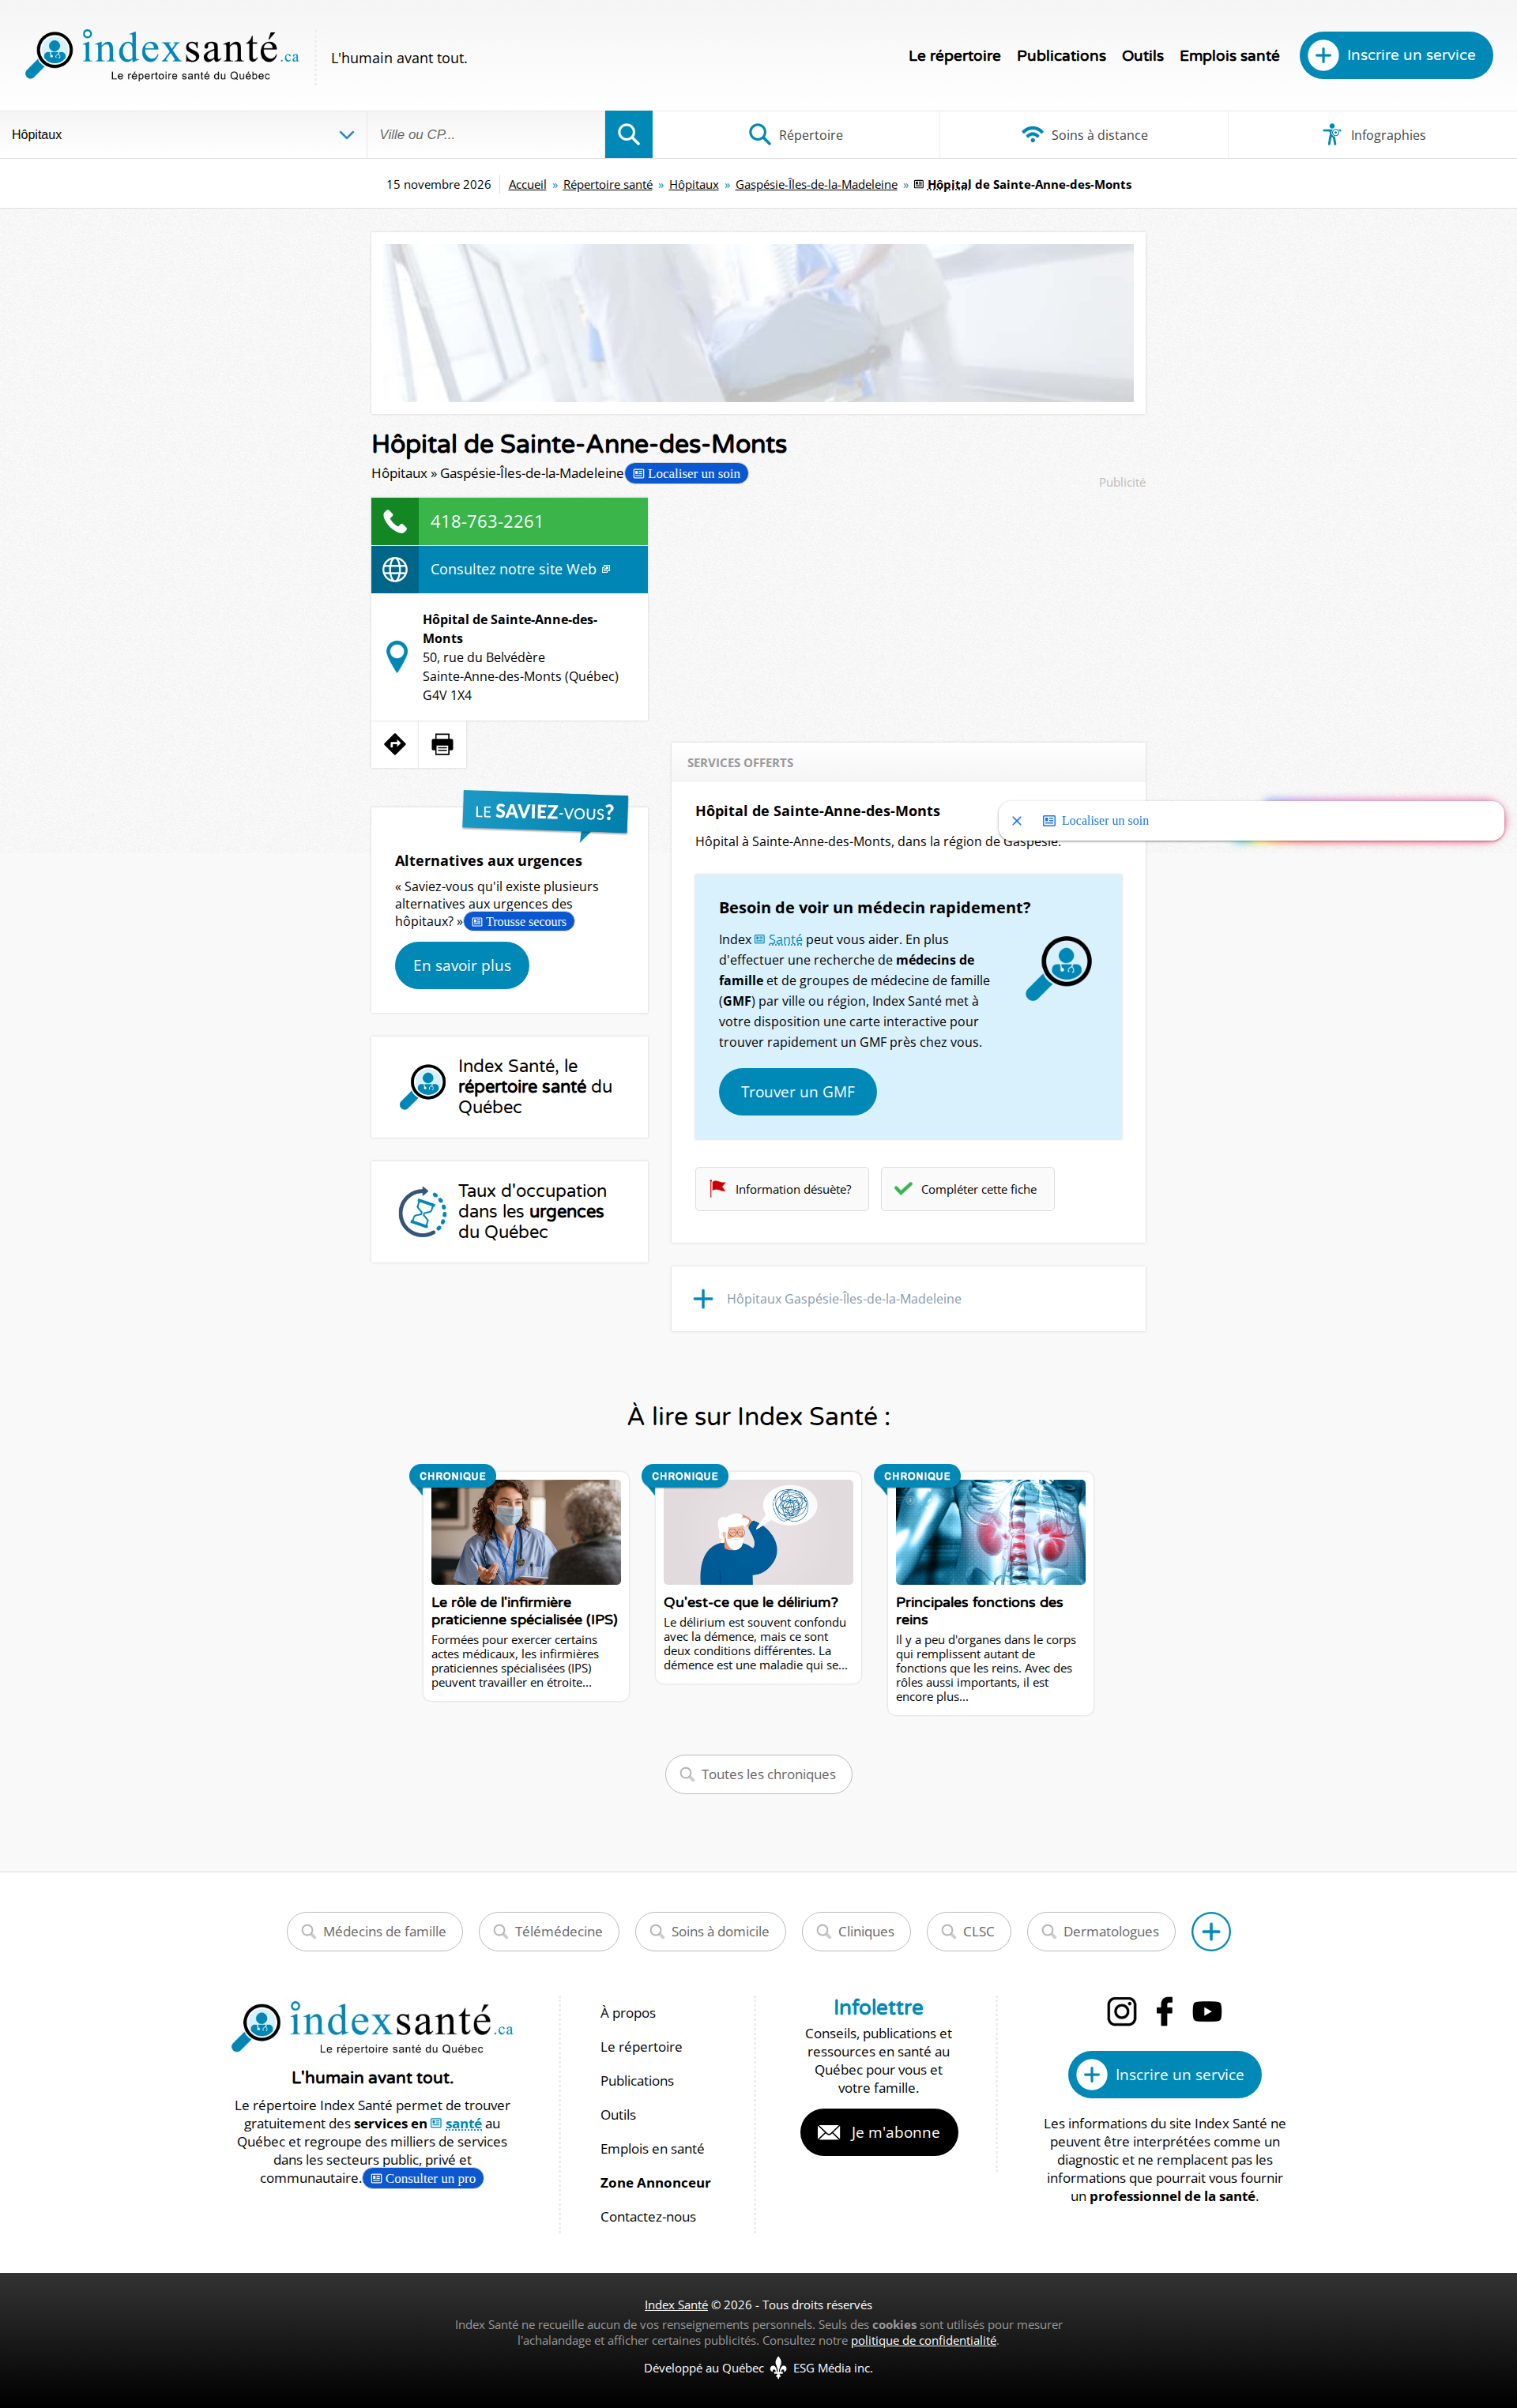 indexsanté.ca
Le répertoire santé du Québec
L'humain avant tout.
Le répertoire
Publications
Outils
Emplois santé
Inscrire un service
Hôpitaux
Ville ou CP...
Répertoire
Soins à distance
Infographies
15 novembre 2026 Accueil » Répertoire santé » Hôpitaux » Gaspésie-Îles-de-la-Madeleine » Hôpital de Sainte-Anne-des-Monts
Hôpital de Sainte-Anne-des-Monts
Hôpitaux » Gaspésie-Îles-de-la-Madeleine Localiser un soin
Publicité
418-763-2261
Consultez notre site Web
Hôpital de Sainte-Anne-des-
Monts
50, rue du Belvédère
Sainte-Anne-des-Monts (Québec)
G4V 1X4
LE SAVIEZ-VOUS?
Alternatives aux urgences
« Saviez-vous qu'il existe plusieurs
alternatives aux urgences des
hôpitaux? » Trousse secours
En savoir plus
Index Santé, le
répertoire santé du
Québec
Taux d'occupation
dans les urgences
du Québec
SERVICES OFFERTS
Hôpital de Sainte-Anne-des-Monts
Hôpital à Sainte-Anne-des-Monts, dans la région de Gaspésie.
Localiser un soin
Besoin de voir un médecin rapidement?
Index Santé peut vous aider. En plus
d'effectuer une recherche de médecins de
famille et de groupes de médecine de famille
(GMF) par ville ou région, Index Santé met à
votre disposition une carte interactive pour
trouver rapidement un GMF près chez vous.
Trouver un GMF
Information désuète?
Compléter cette fiche
Hôpitaux Gaspésie-Îles-de-la-Madeleine
À lire sur Index Santé :
CHRONIQUE
Le rôle de l'infirmière
praticienne spécialisée (IPS)
Formées pour exercer certains
actes médicaux, les infirmières
praticiennes spécialisées (IPS)
peuvent travailler en étroite...
CHRONIQUE
Qu'est-ce que le délirium?
Le délirium est souvent confondu
avec la démence, mais ce sont
deux conditions différentes. La
démence est une maladie qui se...
CHRONIQUE
Principales fonctions des
reins
Il y a peu d'organes dans le corps
qui remplissent autant de
fonctions que les reins. Avec des
rôles aussi importants, il est
encore plus...
Toutes les chroniques
Médecins de famille
Télémédecine
Soins à domicile
Cliniques
CLSC
Dermatologues
indexsanté.ca
Le répertoire santé du Québec
L'humain avant tout.
Le répertoire Index Santé permet de trouver
gratuitement des services en santé au
Québec et regroupe des milliers de services
dans les secteurs public, privé et
communautaire. Consulter un pro
À propos
Le répertoire
Publications
Outils
Emplois en santé
Zone Annonceur
Contactez-nous
Infolettre
Conseils, publications et
ressources en santé au
Québec pour vous et
votre famille.
Je m'abonne
Inscrire un service
Les informations du site Index Santé ne
peuvent être interprétées comme un
diagnostic et ne remplacent pas les
informations que pourrait vous fournir
un professionnel de la santé.
Index Santé © 2026 - Tous droits réservés
Index Santé ne recueille aucun de vos renseignements personnels. Seuls des cookies sont utilisés pour mesurer
l'achalandage et afficher certaines publicités. Consultez notre politique de confidentialité.
Développé au Québec ESG Média inc.